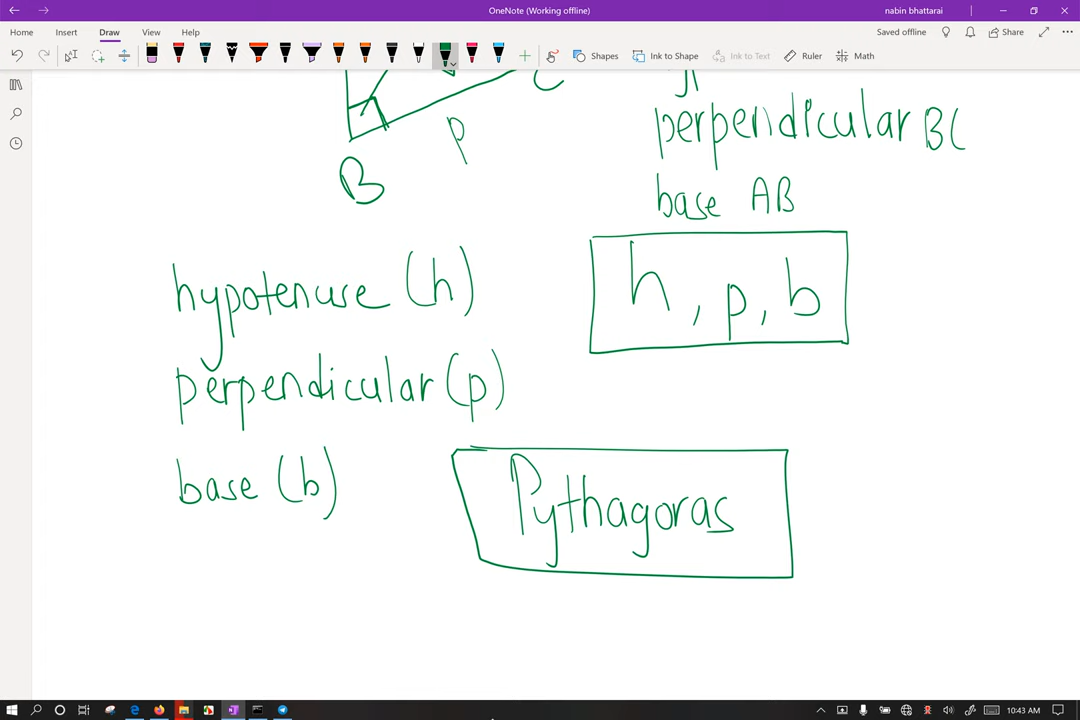 OneNote (Working offline)
nabin bhattarai
Home Insert Draw View Help
Saved offline
Share
Shapes
Ink to Shape
Ink to Text
Ruler
Math
C
p
B
perpendicular BC
base AB
hypotenuse (h)
h, p, b
perpendicular (p)
base (b)
Pythagoras
10:43 AM